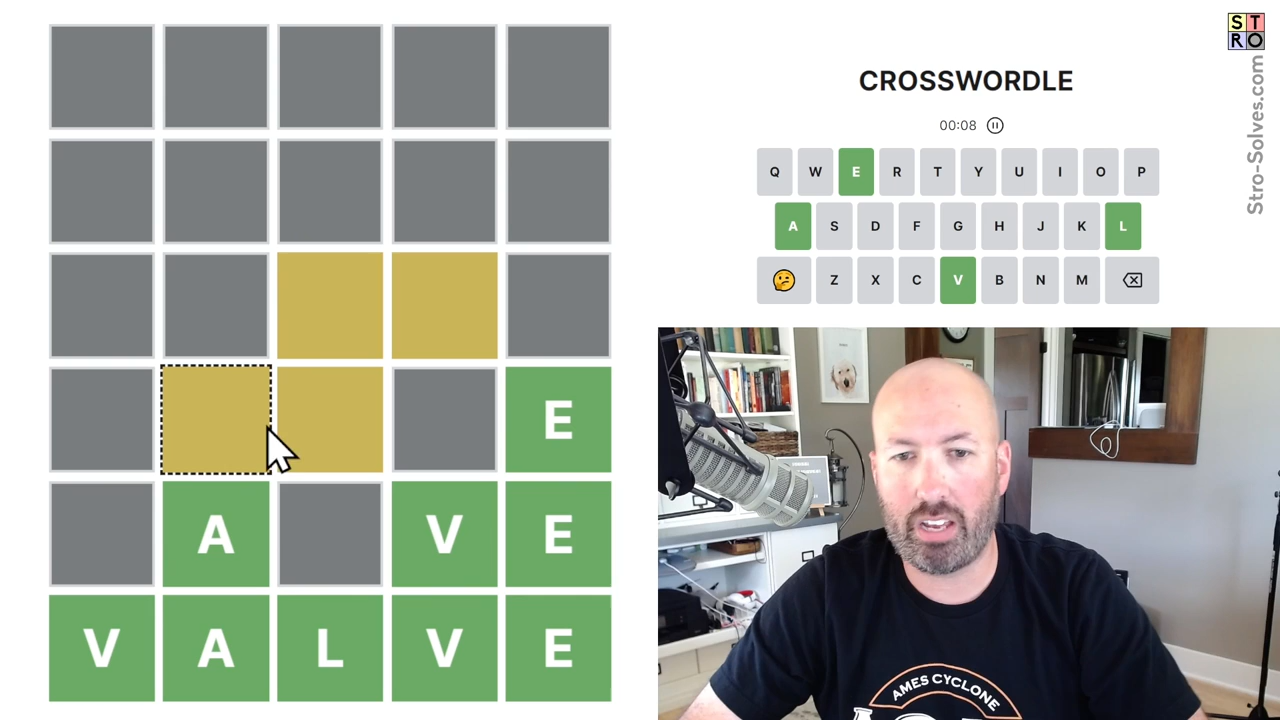 S T
R O
Stro-Solves.com
CROSSWORDLE
00:08
Q W E R T Y U I O P
A S D F G H J K L
Z X C V B N M
E
A V E
V A L V E
AMES CYCLONE